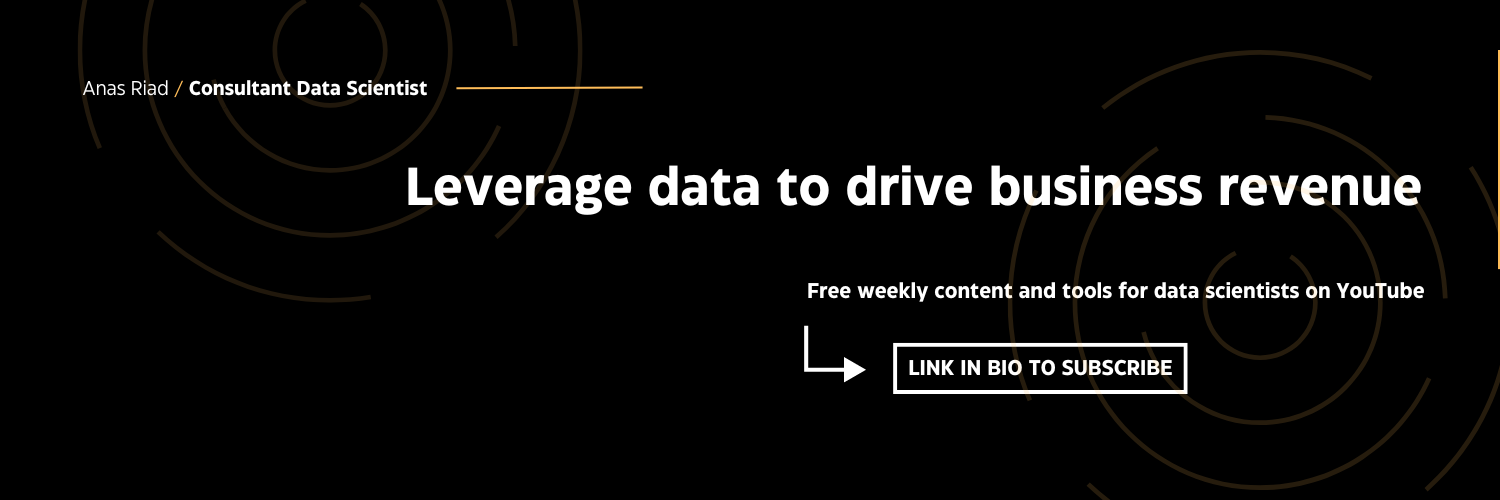 Anas Riad / Consultant Data Scientist
Leverage data to drive business revenue
Free weekly content and tools for data scientists on YouTube
LINK IN BIO TO SUBSCRIBE